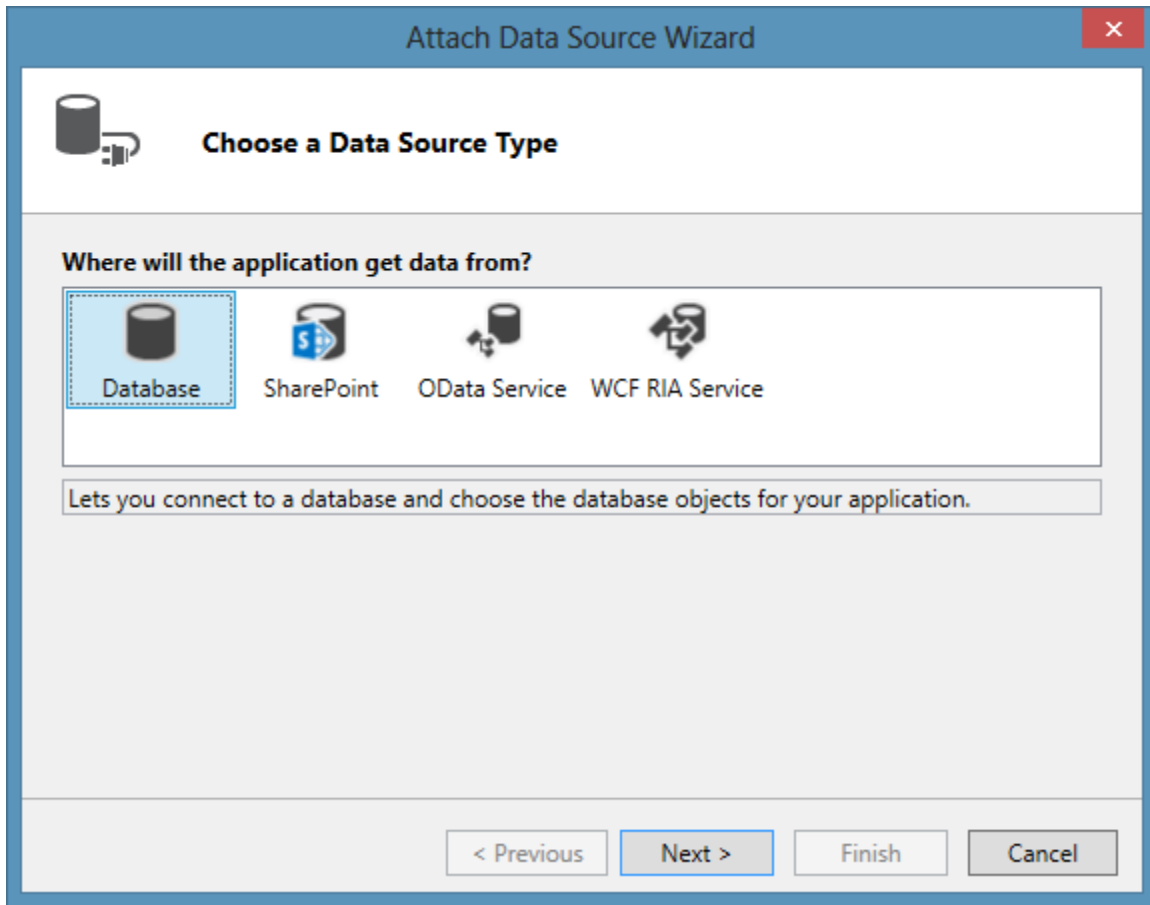 Attach Data Source Wizard
Choose a Data Source Type
Where will the application get data from?
Database SharePoint OData Service WCF RIA Service
Lets you connect to a database and choose the database objects for your application.
< Previous Next > Finish Cancel